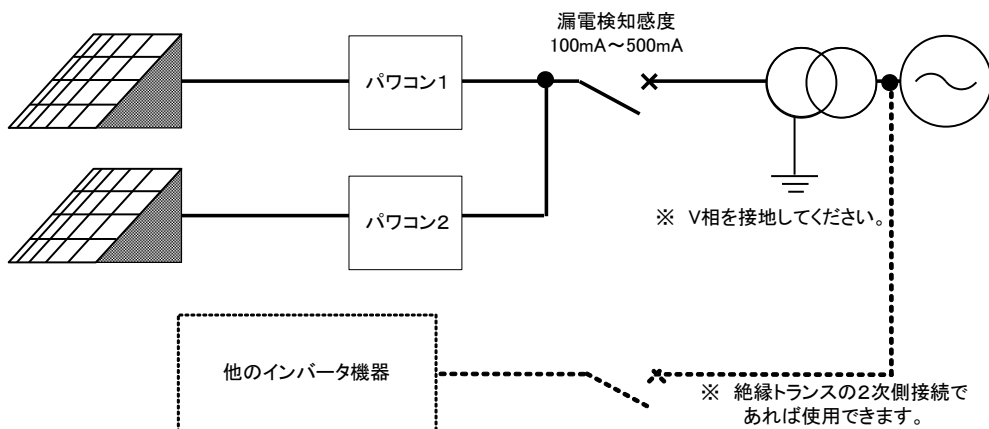 漏電検知感度
100mA～500mA
パワコン１
パワコン２
※　V相を接地してください。
他のインバータ機器
※　絶縁トランスの２次側接続で
あれば使用できます。